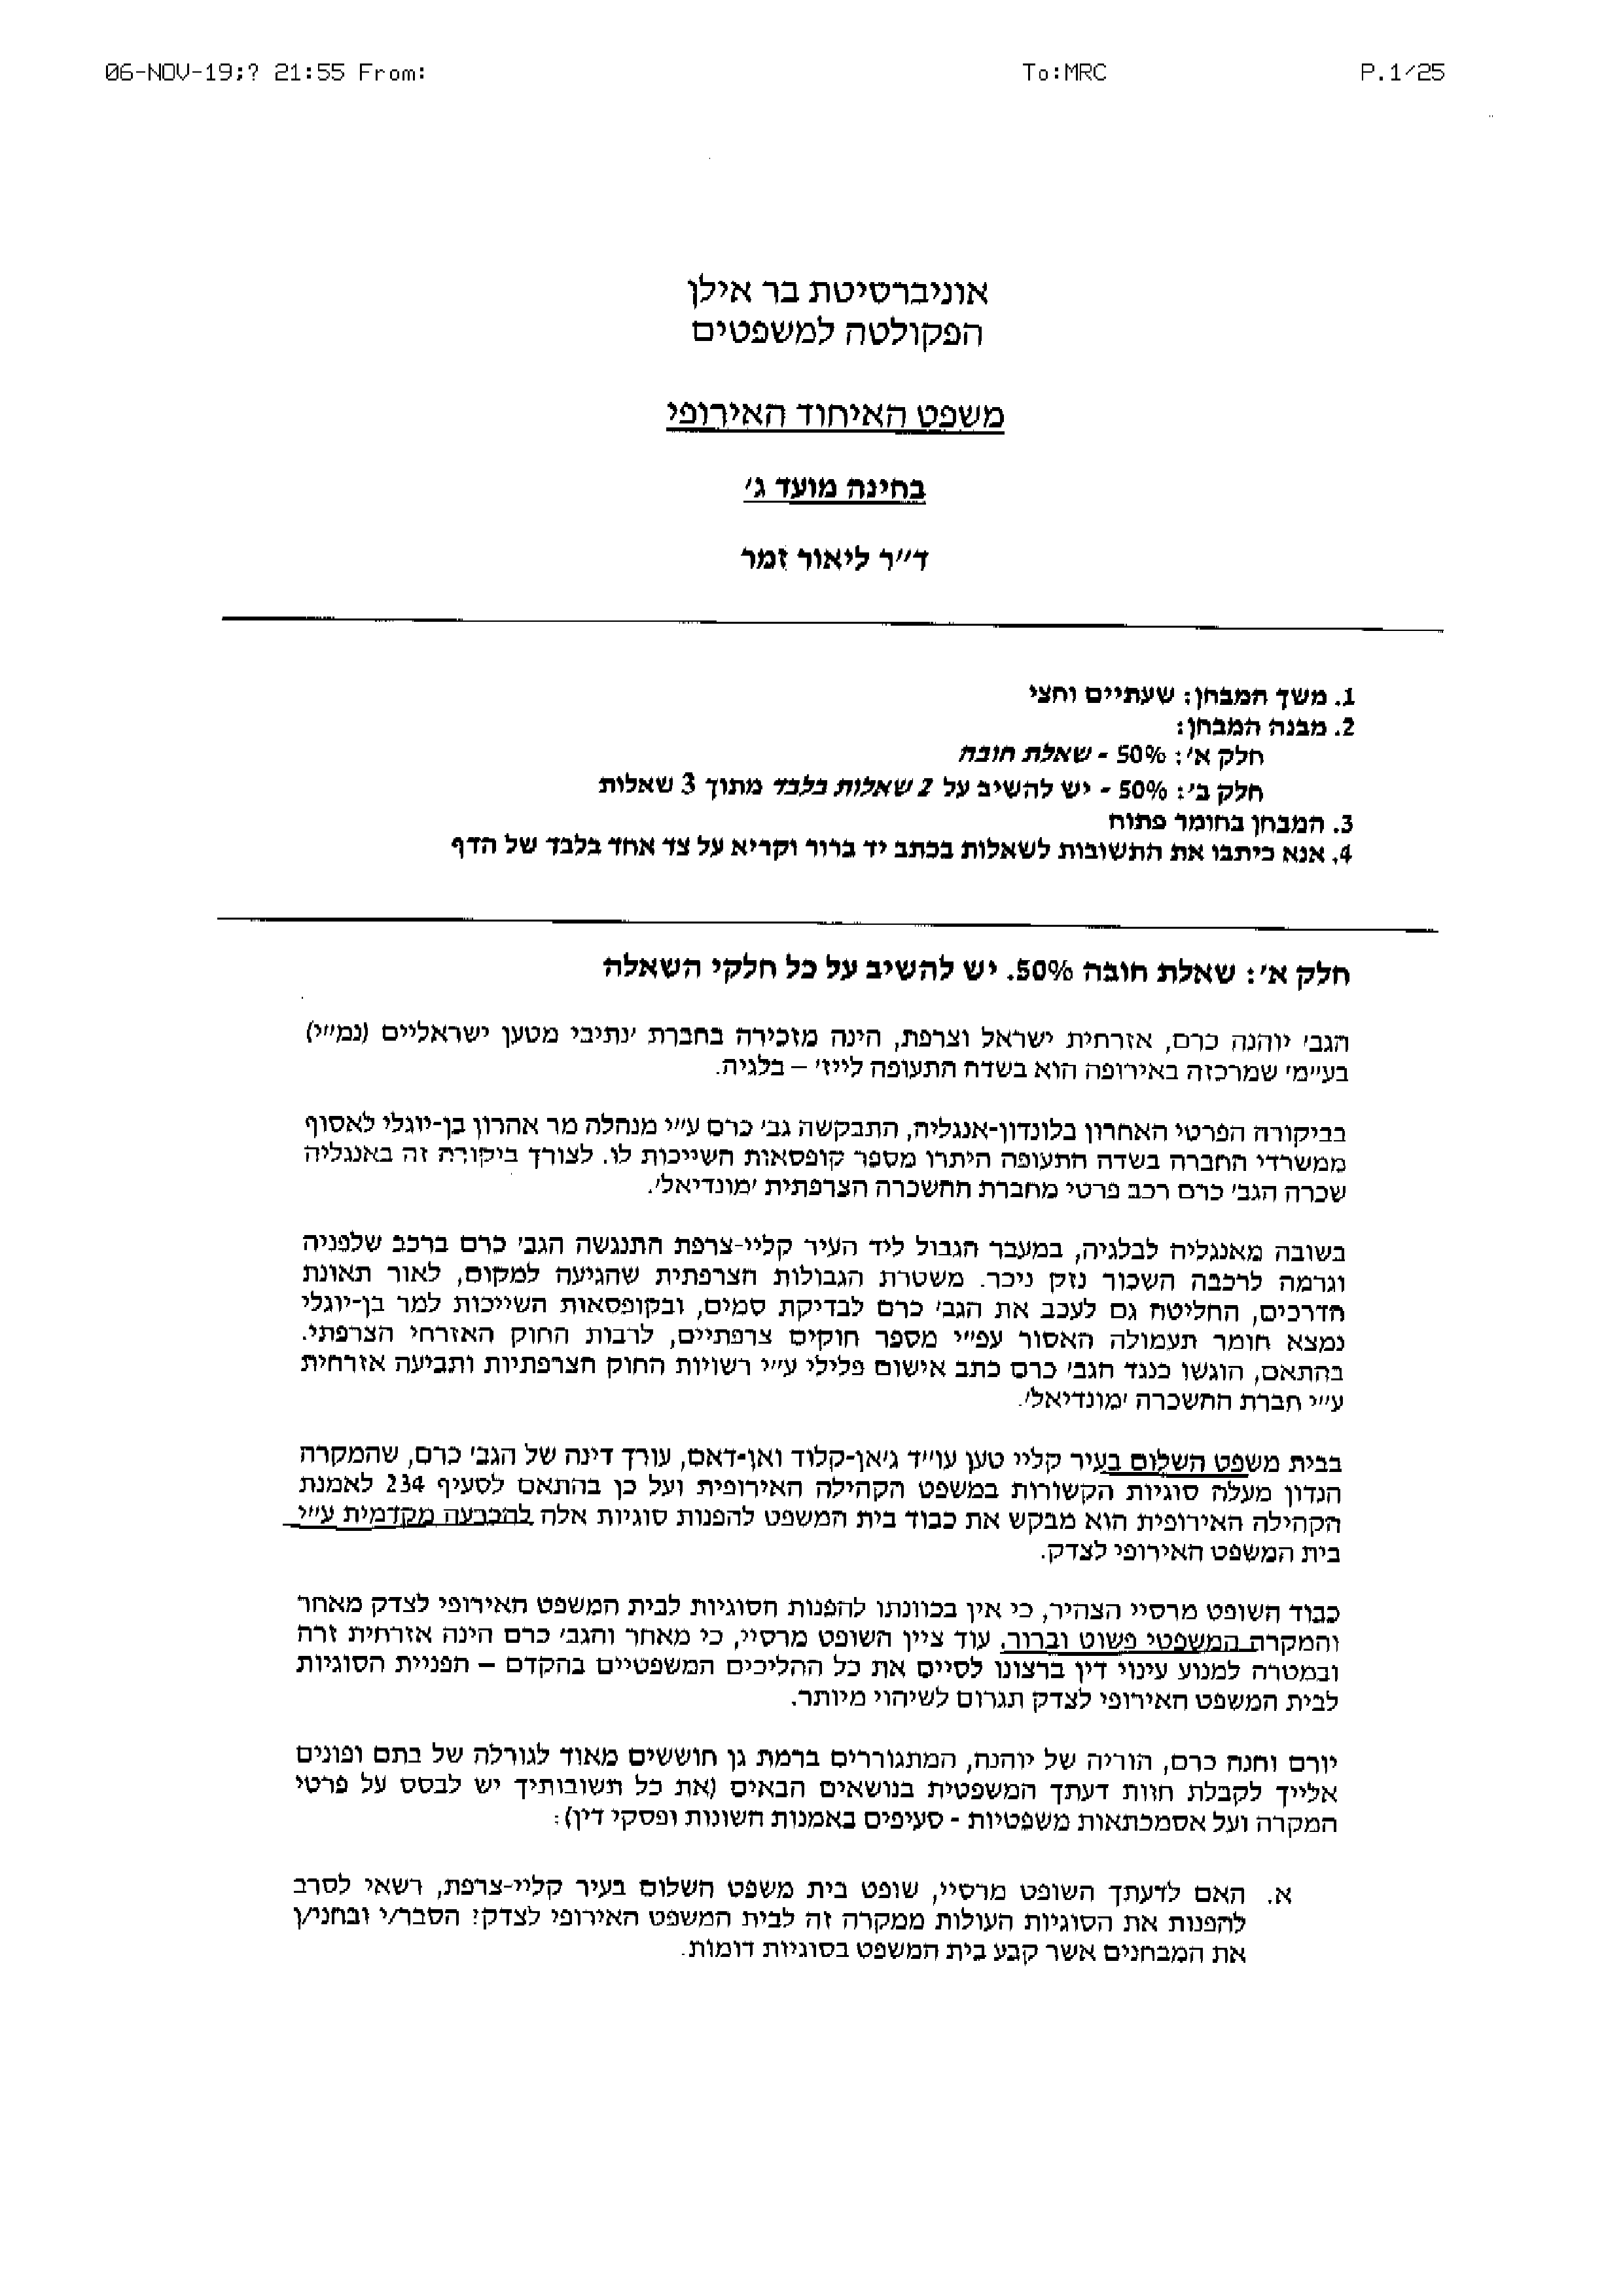 06-NOV-19;? 21:55 From: To:MRC P.1/25
אוניברסיטת בר אילן
הפקולטה למשפטים
משפט האיחוד האירופי
בחינה מועד ג'
ד"ר ליאור זמר
1. משך המבחן: שעתיים וחצי
2. מבנה המבחן:
חלק א': 50% - שאלת חובה
חלק ב': 50% - יש להשיב על 2 שאלות בלבד מתוך 3 שאלות
3. המבחן בחומר פתוח
4. אנא כיתבו את התשובות לשאלות בכתב יד ברור וקריא על צד אחד בלבד של הדף
חלק א': שאלת חובה 50%. יש להשיב על כל חלקי השאלה
הגב' יוהנה כרם, אזרחית ישראל וצרפת, הינה מזכירה בחברת 'נתיבי מטען ישראליים (נמ"י)
בע"מ' שמרכזה באירופה הוא בשדה התעופה לייז' – בלגיה.
בביקורה הפרטי האחרון בלונדון-אנגליה, התבקשה גב' כרם ע"י מנהלה מר אהרון בן-יוגלי לאסוף
ממשרדי החברה בשדה התעופה היתרו מספר קופסאות השייכות לו. לצורך ביקורה זה באנגליה
שכרה הגב' כרם רכב פרטי מחברת ההשכרה הצרפתית 'מונדיאל'.
בשובה מאנגליה לבלגיה, במעבר הגבול ליד העיר קליי-צרפת התנגשה הגב' כרם ברכב שלפניה
וגרמה לרכבה השכור נזק ניכר. משטרת הגבולות הצרפתית שהגיעה למקום, לאור תאונת
הדרכים, החליטה גם לעכב את הגב' כרם לבדיקת סמים, ובקופסאות השייכות למר בן-יוגלי
נמצא חומר תעמולה האסור עפ"י מספר חוקים צרפתיים, לרבות החוק האזרחי הצרפתי.
בהתאם, הוגשו כנגד הגב' כרם כתב אישום פלילי ע"י רשויות החוק הצרפתיות ותביעה אזרחית
ע"י חברת ההשכרה 'מונדיאל'.
בבית משפט השלום בעיר קליי טען עו"ד ג'אן-קלוד ואן-דאם, עורך דינה של הגב' כרם, שהמקרה
הנדון מעלה סוגיות הקשורות במשפט הקהילה האירופית ועל כן בהתאם לסעיף 234 לאמנת
הקהילה האירופית הוא מבקש את כבוד בית המשפט להפנות סוגיות אלה להכרעה מקדמית ע"י
בית המשפט האירופי לצדק.
כבוד השופט מרסיי הצהיר, כי אין בכוונתו להפנות הסוגיות לבית המשפט האירופי לצדק מאחר
והמקרה המשפטי פשוט וברור. עוד ציין השופט מרסיי, כי מאחר והגב' כרם הינה אזרחית זרה
ובמטרה למנוע עינוי דין ברצונו לסיים את כל ההליכים המשפטיים בהקדם – הפניית הסוגיות
לבית המשפט האירופי לצדק תגרום לשיהוי מיותר.
יורם וחנה כרם, הוריה של יוהנה, המתגוררים ברמת גן חוששים מאוד לגורלה של בתם ופונים
אלייך לקבלת חוות דעתך המשפטית בנושאים הבאים (את כל תשובותיך יש לבסס על פרטי
המקרה ועל אסמכתאות משפטיות - סעיפים באמנות השונות ופסקי דין):
א. האם לדעתך השופט מרסיי, שופט בית משפט השלום בעיר קליי-צרפת, רשאי לסרב
להפנות את הסוגיות העולות ממקרה זה לבית המשפט האירופי לצדק? הסבר/י ובחני/ן
את המבחנים אשר קבע בית המשפט בסוגיות דומות.